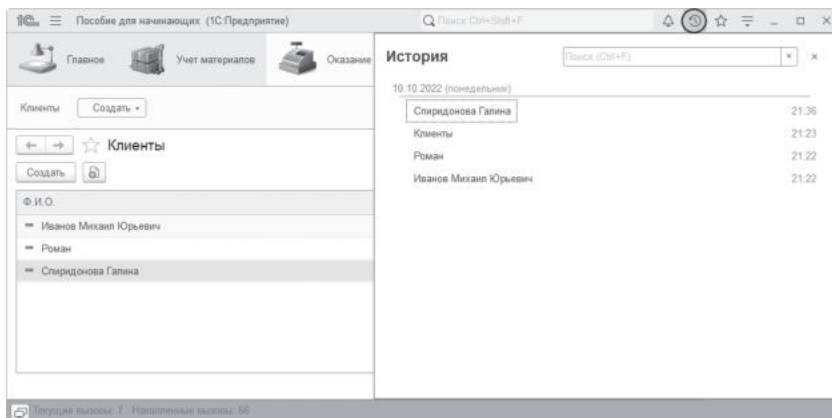 1С Пособие для начинающих (1С:Предприятие) Поиск Ctrl+Shift+F
Главное Учет материалов Оказание
История Поиск (Ctrl+F)
10.10.2022 (понедельник)
Спиридонова Галина 21:36
Клиенты 21:23
Роман 21:22
Иванов Михаил Юрьевич 21:22
Клиенты Создать
Клиенты
Создать
Ф.И.О.
Иванов Михаил Юрьевич
Роман
Спиридонова Галина
Текущие вызовы: 7 Накопленные вызовы: 66